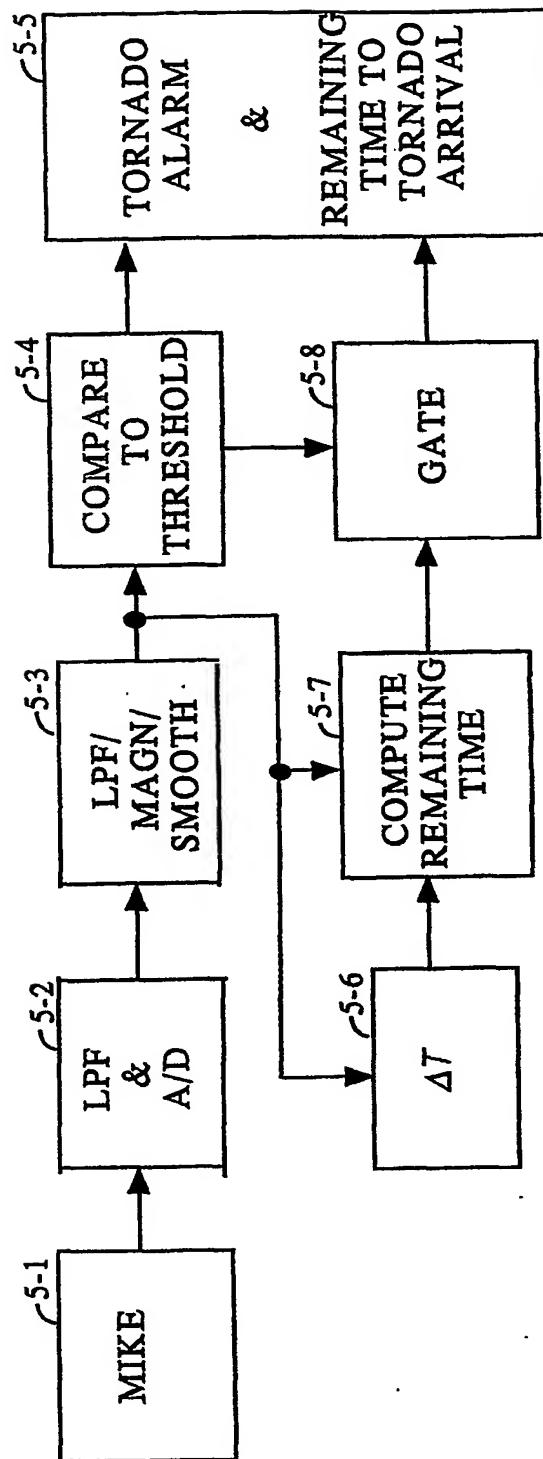 5-1
MIKE
5-2
LPF
&
A/D
5-3
LPF/
MAGN/
SMOOTH
5-4
COMPARE
TO
THRESHOLD
5-5
TORNADO
ALARM
&
REMAINING
TIME TO
TORNADO
ARRIVAL
5-6
ΔT
5-7
COMPUTE
REMAINING
TIME
5-8
GATE